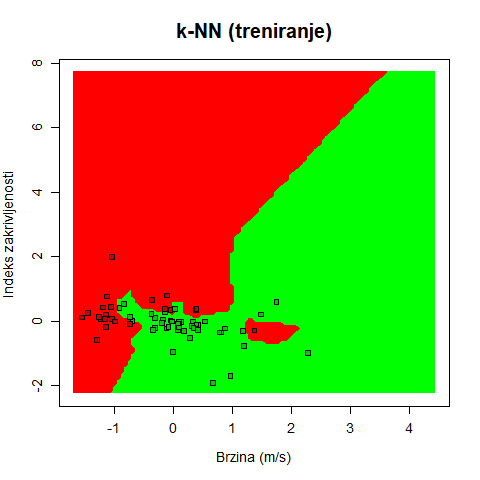 k-NN (treniranje)
8
6
4
2
0
-2
Indeks zakrivljenosti
-1 0 1 2 3 4
Brzina (m/s)